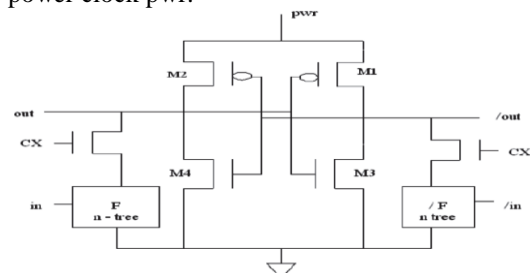 power clock pwr.
pwr
M2 M1
out /out
CX CX
M4 M3
in F / F /in
n - tree n tree